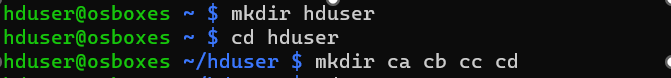 hduser@osboxes ~ $ mkdir hduser
hduser@osboxes ~ $ cd hduser
hduser@osboxes ~/hduser $ mkdir ca cb cc cd